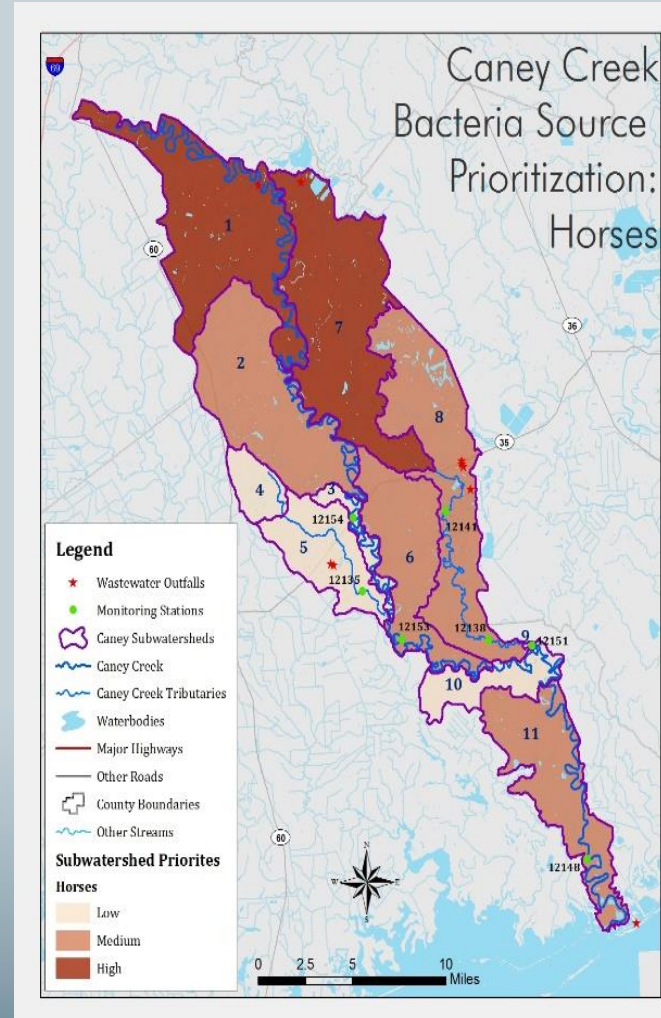 Caney Creek
Bacteria Source
Prioritization:
Horses
69
60
36
35
60
1
2
7
8
4
3
5
6
9
10
11
12154
12141
12135
12153
12138
12151
12148
Legend
Wastewater Outfalls
Monitoring Stations
Caney Subwatersheds
Caney Creek
Caney Creek Tributaries
Waterbodies
Major Highways
Other Roads
County Boundaries
Other Streams
Subwatershed Priorites
Horses
Low
Medium
High
N
W E
S
0 2.5 5 10
Miles